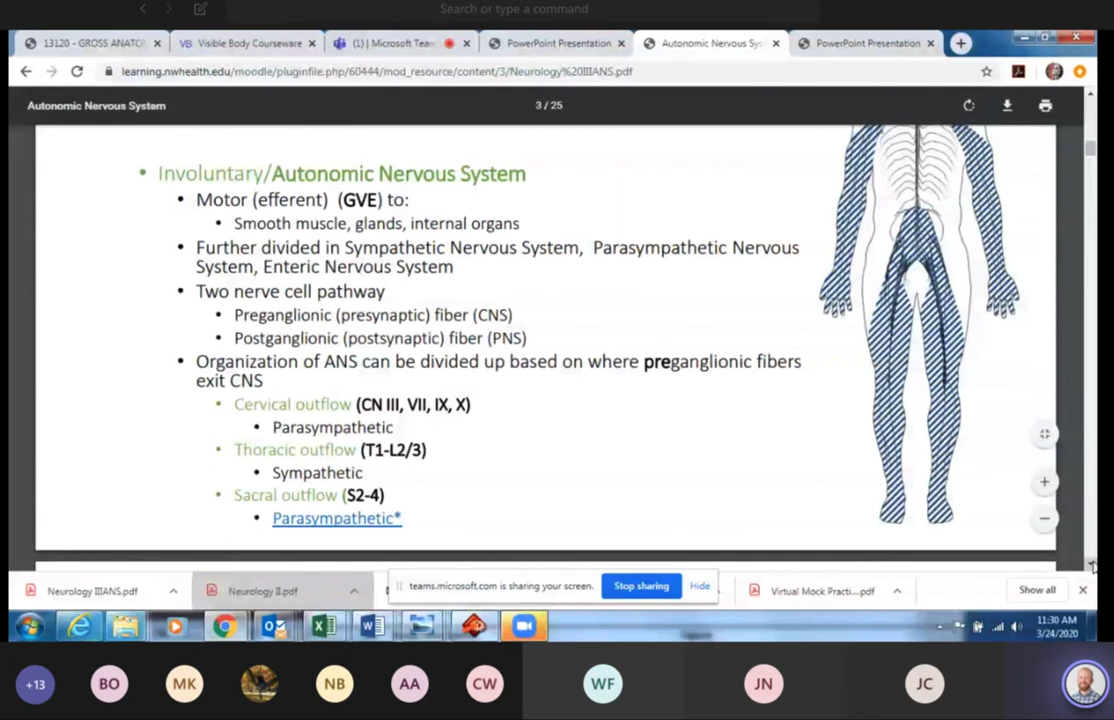 Search or type a command
13120 - GROSS ANATO
VB. Visible Body Courseware
(1) | Microsoft Team
PowerPoint Presentation
Autonomic Nervous Sy
PowerPoint Presentation
learning.nwhealth.edu/moodle/pluginfile.php/60444/mod_resource/content/3/Neurology%20IIIANS.pdf
Autonomic Nervous System
3 / 25
• Involuntary/Autonomic Nervous System
• Motor (efferent) (GVE) to:
• Smooth muscle, glands, internal organs
• Further divided in Sympathetic Nervous System, Parasympathetic Nervous
System, Enteric Nervous System
• Two nerve cell pathway
• Preganglionic (presynaptic) fiber (CNS)
• Postganglionic (postsynaptic) fiber (PNS)
• Organization of ANS can be divided up based on where preganglionic fibers
exit CNS
• Cervical outflow (CN III, VII, IX, X)
• Parasympathetic
• Thoracic outflow (T1-L2/3)
• Sympathetic
• Sacral outflow (S2-4)
• Parasympathetic*
Neurology IIIANS.pdf
Neurology II.pdf
teams.microsoft.com is sharing your screen.
Stop sharing
Hide
Virtual Mock Practi....pdf
Show all
11:30 AM
3/24/2020
+13
BO
MK
NB
AA
CW
WF
JN
JC